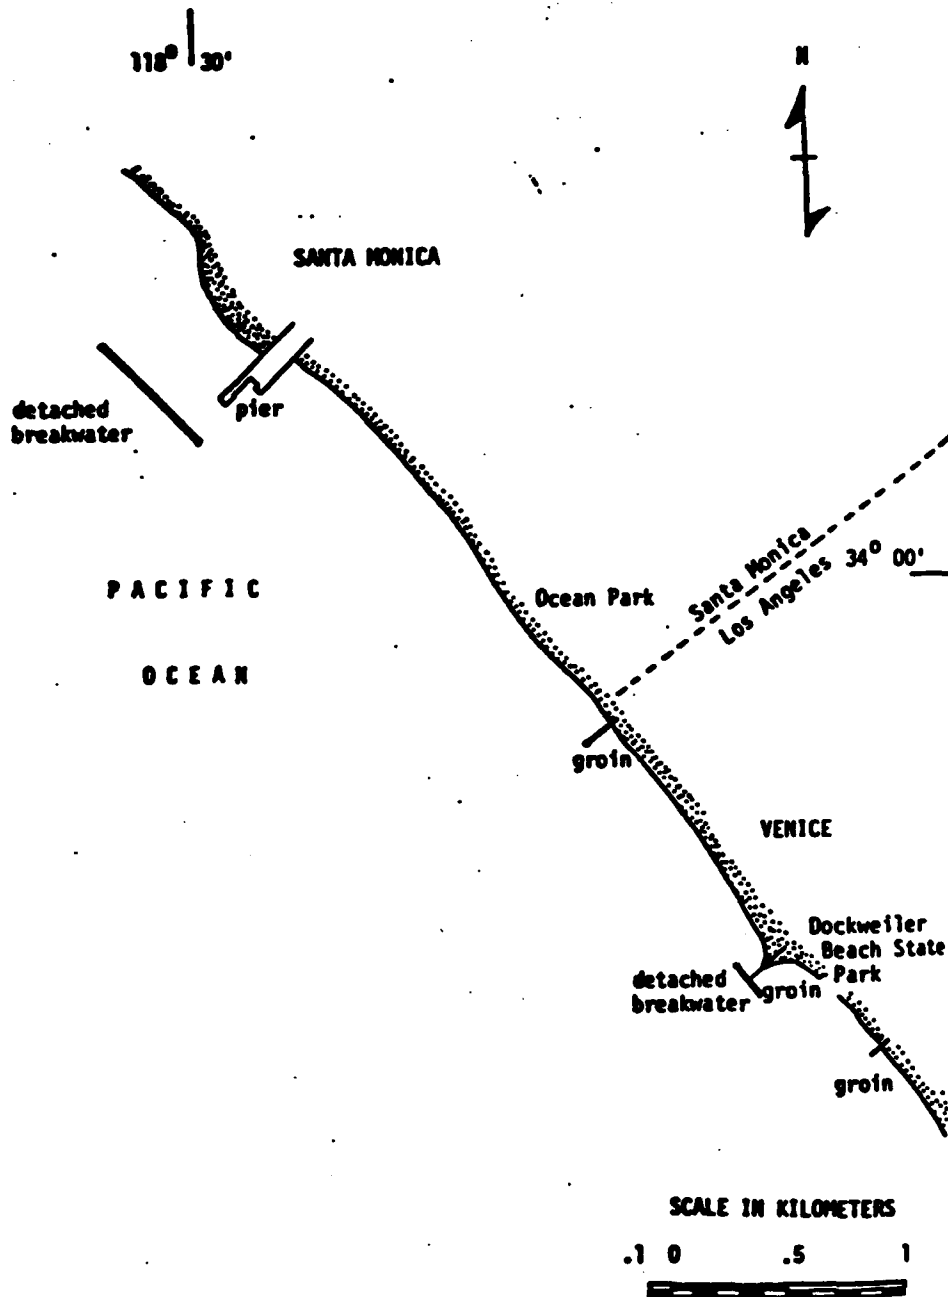 118° 30'
N
SANTA MONICA
detached
breakwater
pier
PACIFIC
OCEAN
Ocean Park
Santa Monica
Los Angeles
34° 00'
groin
VENICE
Dockweiler
Beach State
Park
detached
breakwater
groin
groin
SCALE IN KILOMETERS
.1 0 .5 1